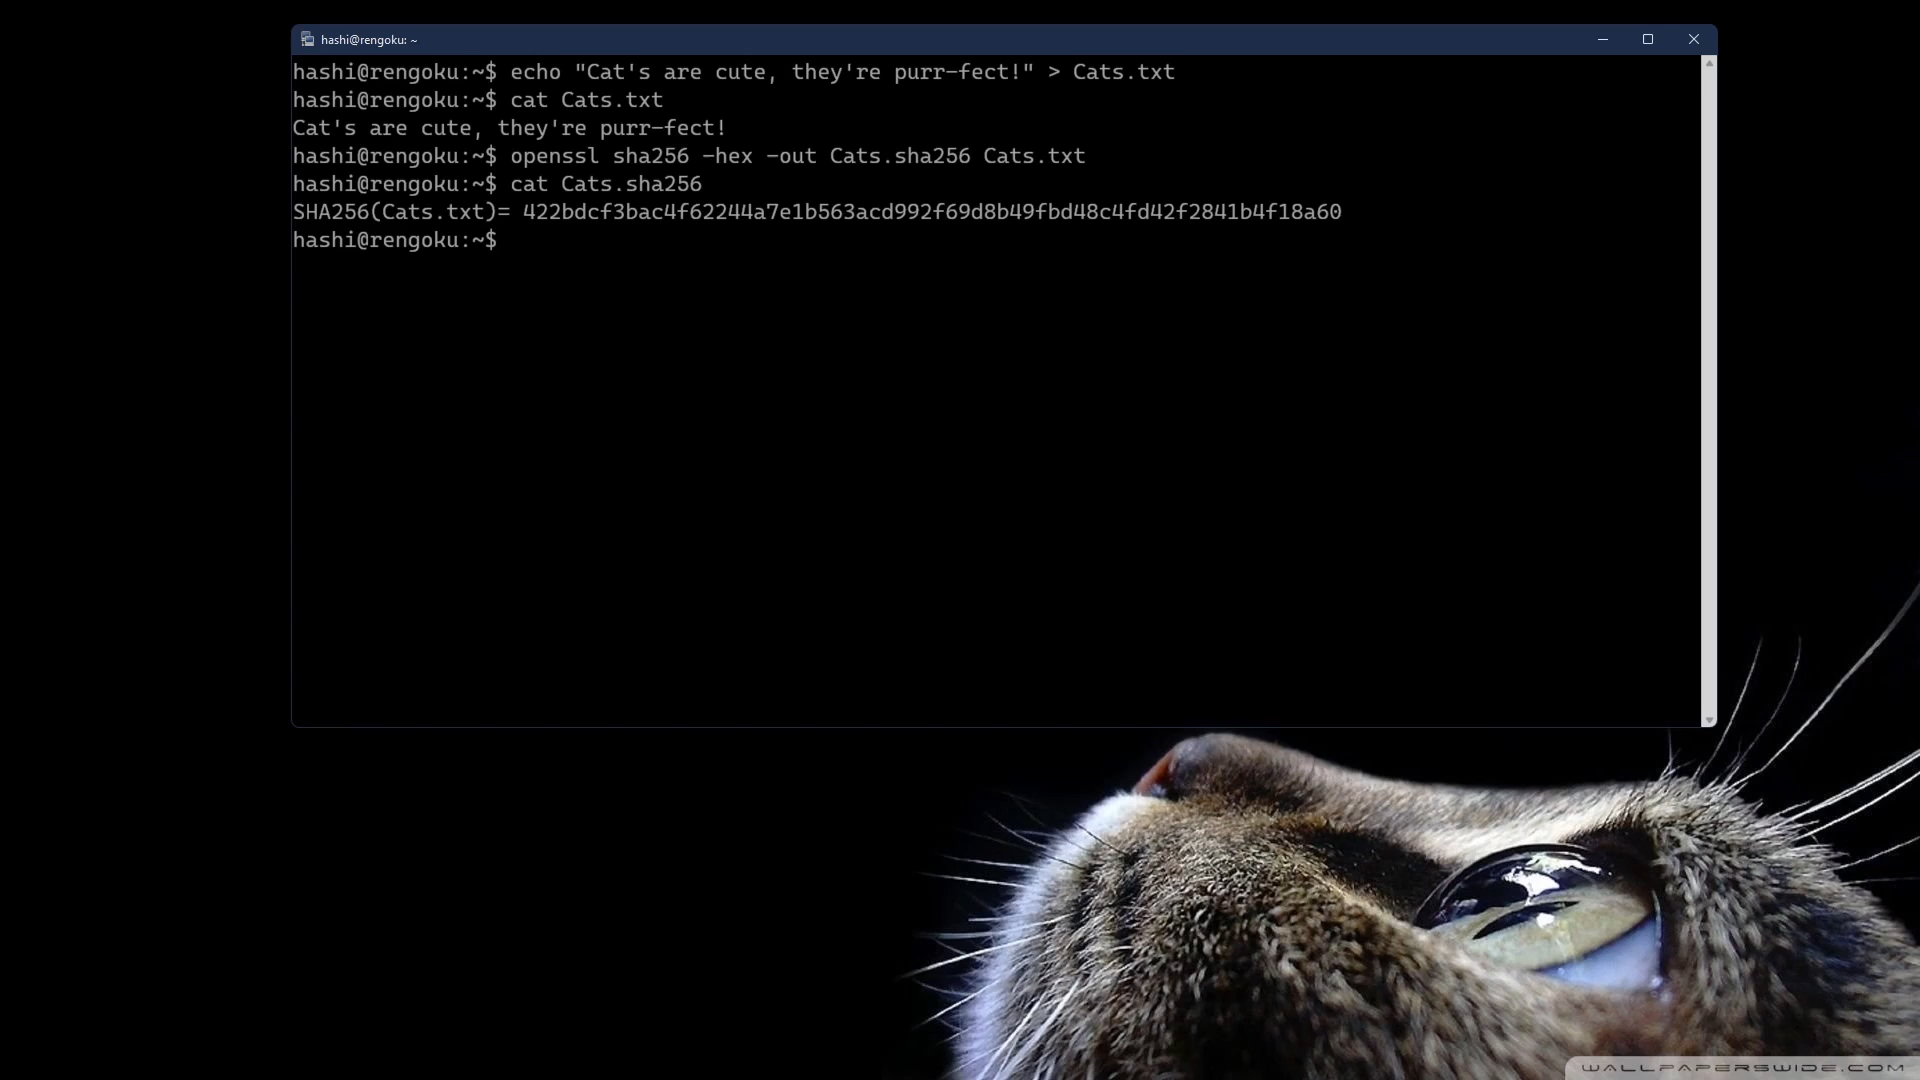 hashi@rengoku: ~
hashi@rengoku:~$ echo "Cat's are cute, they're purr-fect!" > Cats.txt
hashi@rengoku:~$ cat Cats.txt
Cat's are cute, they're purr-fect!
hashi@rengoku:~$ openssl sha256 -hex -out Cats.sha256 Cats.txt
hashi@rengoku:~$ cat Cats.sha256
SHA256(Cats.txt)= 422bdcf3bac4f62244a7e1b563acd992f69d8b49fbd48c4fd42f2841b4f18a60
hashi@rengoku:~$
WALLPAPERSWIDE.COM